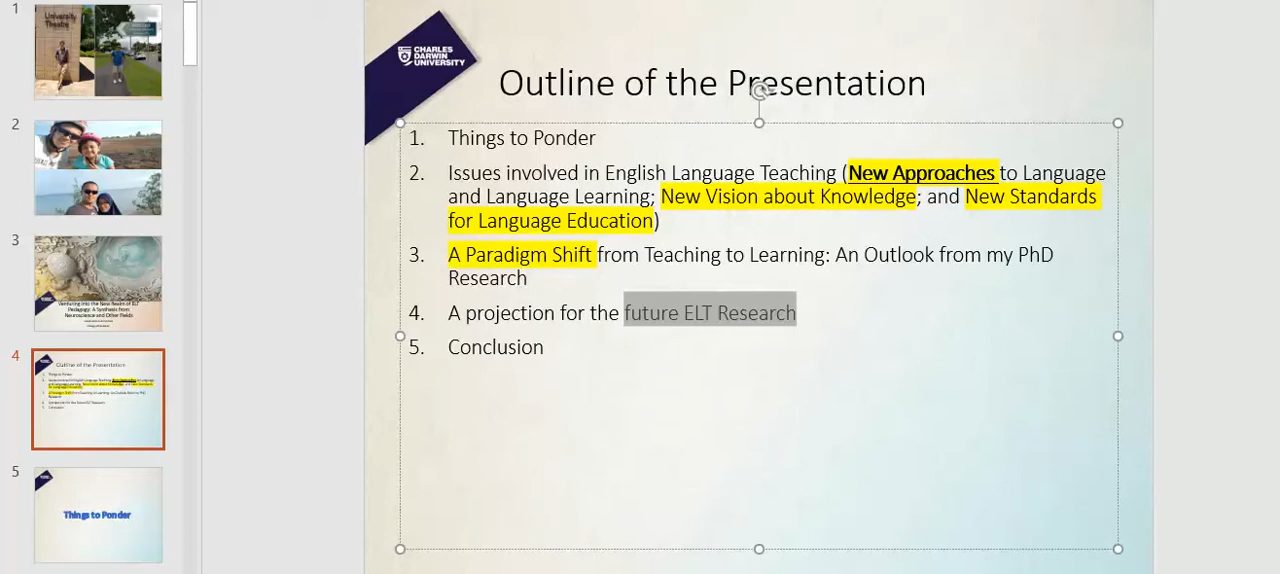 1
University
Theatre
2
3
Venturing into the New Realm of ELT
Pedagogy: A Synthesis from
Neuroscience and Other Fields
4
Outline of the Presentation
5
Things to Ponder
CHARLES
DARWIN
UNIVERSITY
Outline of the Presentation
1. Things to Ponder
2. Issues involved in English Language Teaching (New Approaches to Language
and Language Learning; New Vision about Knowledge; and New Standards
for Language Education)
3. A Paradigm Shift from Teaching to Learning: An Outlook from my PhD
Research
4. A projection for the future ELT Research
5. Conclusion